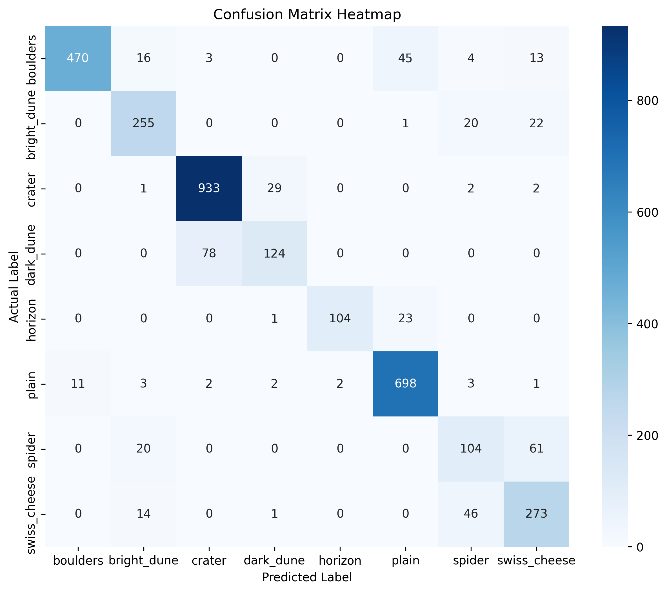 Confusion Matrix Heatmap
boulders 470 16 3 0 0 45 4 13
bright_dune 0 255 0 0 0 1 20 22
crater 0 1 933 29 0 0 2 2
dark_dune 0 0 78 124 0 0 0 0
horizon 0 0 0 1 104 23 0 0
plain 11 3 2 2 2 698 3 1
spider 0 20 0 0 0 0 104 61
swiss_cheese 0 14 0 1 0 0 46 273
Actual Label
boulders bright_dune crater dark_dune horizon plain spider swiss_cheese
Predicted Label
800
600
400
200
0